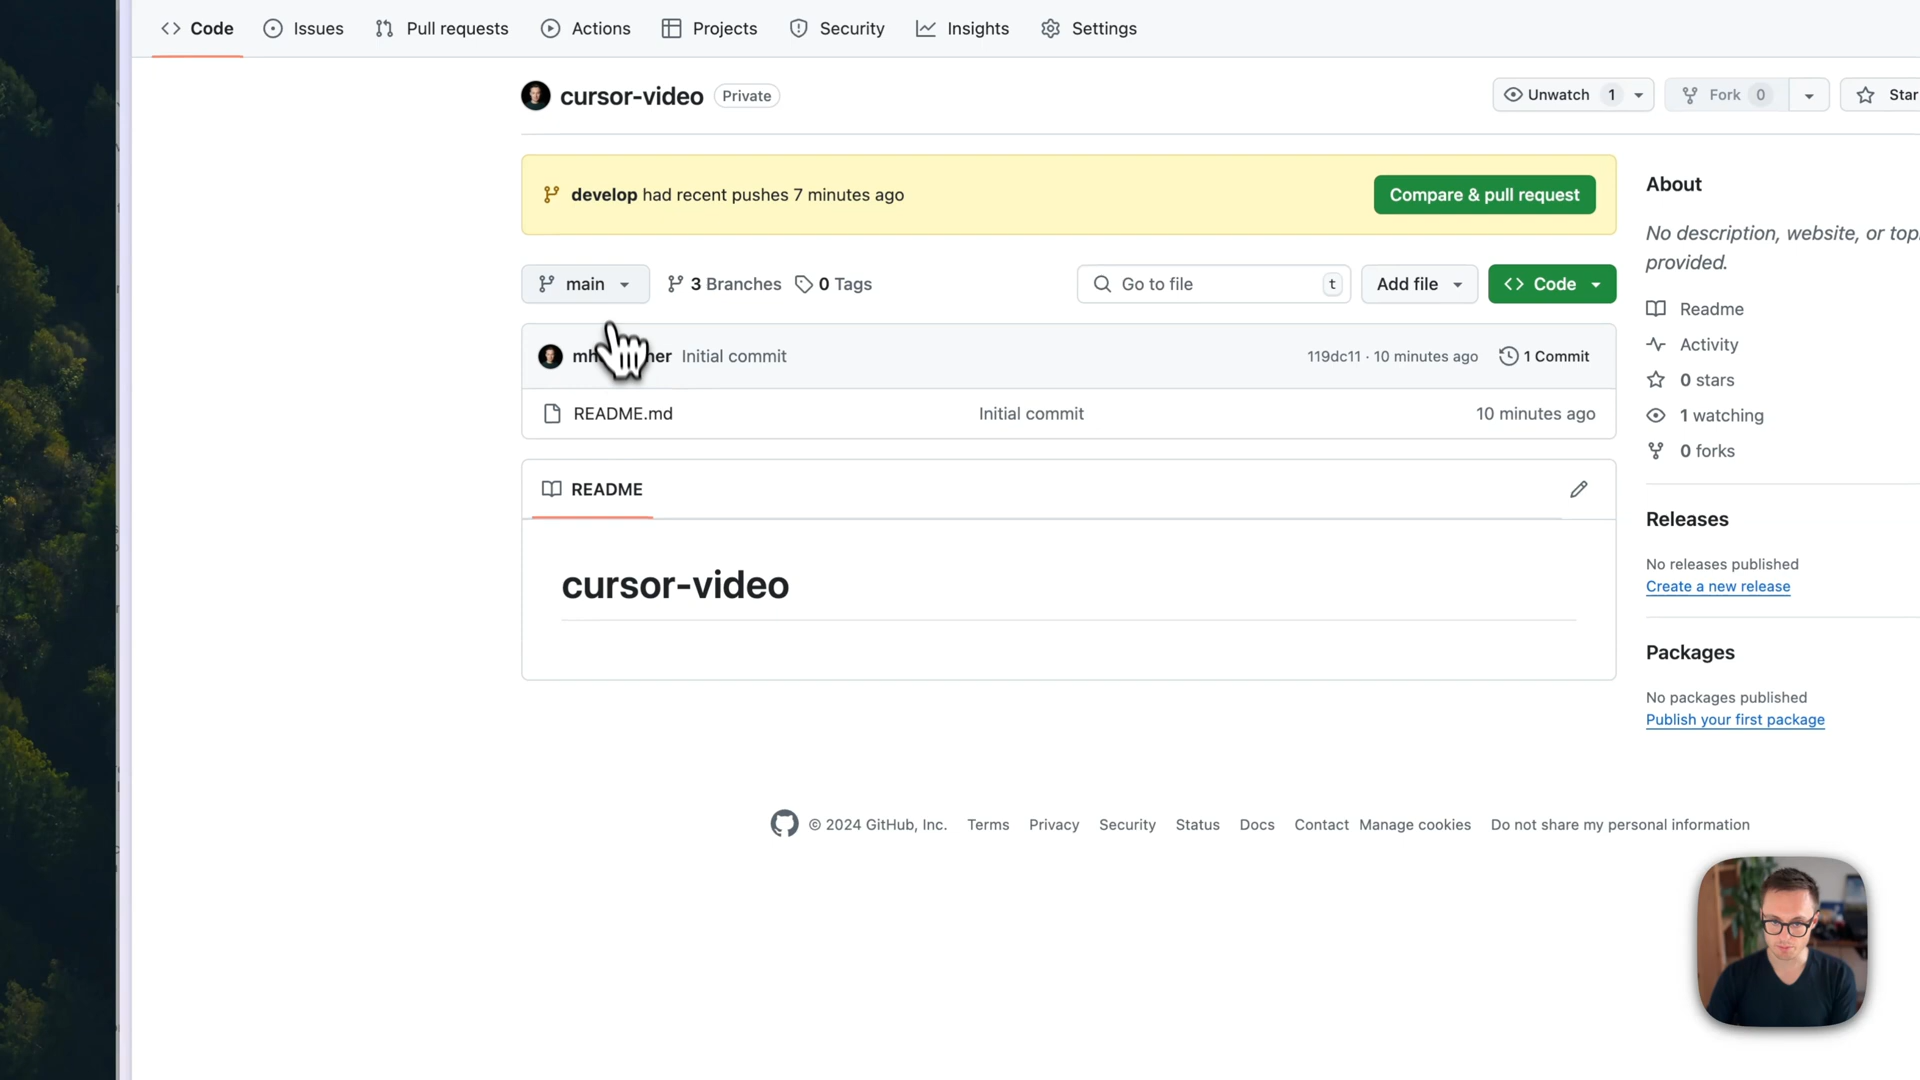 Code Issues Pull requests Actions Projects Security Insights Settings
cursor-video Private Unwatch 1 Fork 0 Star
develop had recent pushes 7 minutes ago Compare & pull request
main 3 Branches 0 Tags Go to file t Add file Code
Initial commit 119dc11 · 10 minutes ago 1 Commit
README.md Initial commit 10 minutes ago
README
cursor-video
About
No description, website, or top
provided.
Readme
Activity
0 stars
1 watching
0 forks
Releases
No releases published
Create a new release
Packages
No packages published
Publish your first package
© 2024 GitHub, Inc. Terms Privacy Security Status Docs Contact Manage cookies Do not share my personal information